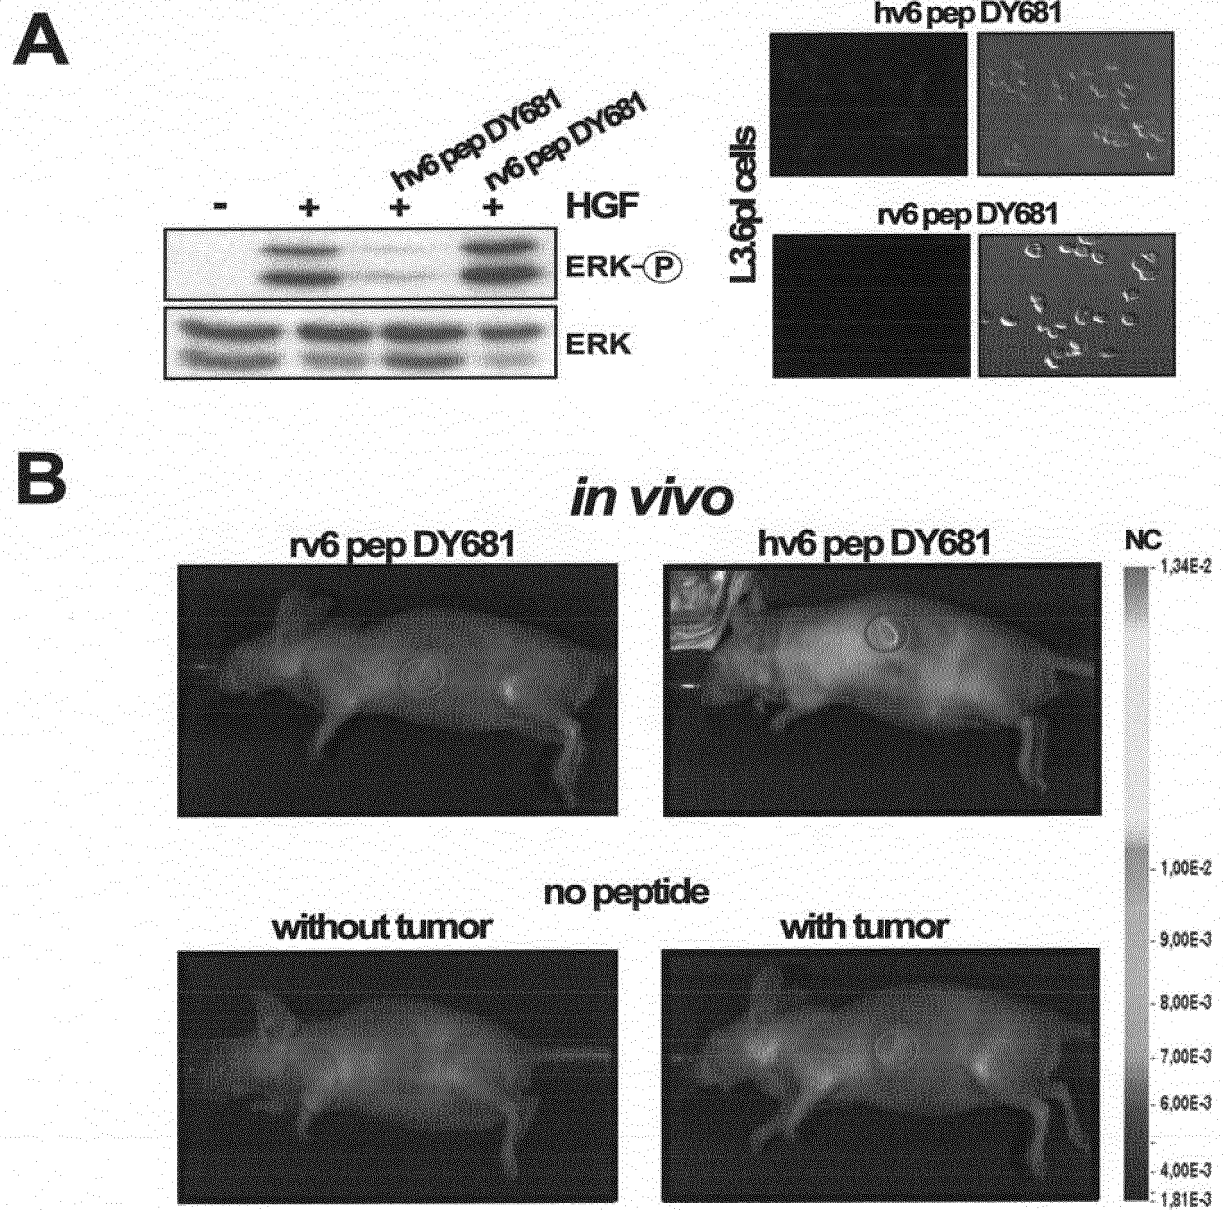 A
hv6 pep DY681
rv6 pep DY681
- + + + HGF
ERK-P
ERK
L3.6pl cells
hv6 pep DY681
rv6 pep DY681
B
in vivo
rv6 pep DY681
hv6 pep DY681
NC
1,34E-2
1,00E-2
9,00E-3
8,00E-3
7,00E-3
6,00E-3
4,00E-3
1,81E-3
no peptide
without tumor
with tumor